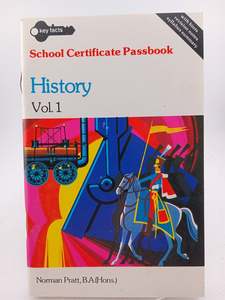 key facts
School Certificate Passbook
History
Vol. 1
Norman Pratt, B.A.(Hons.)